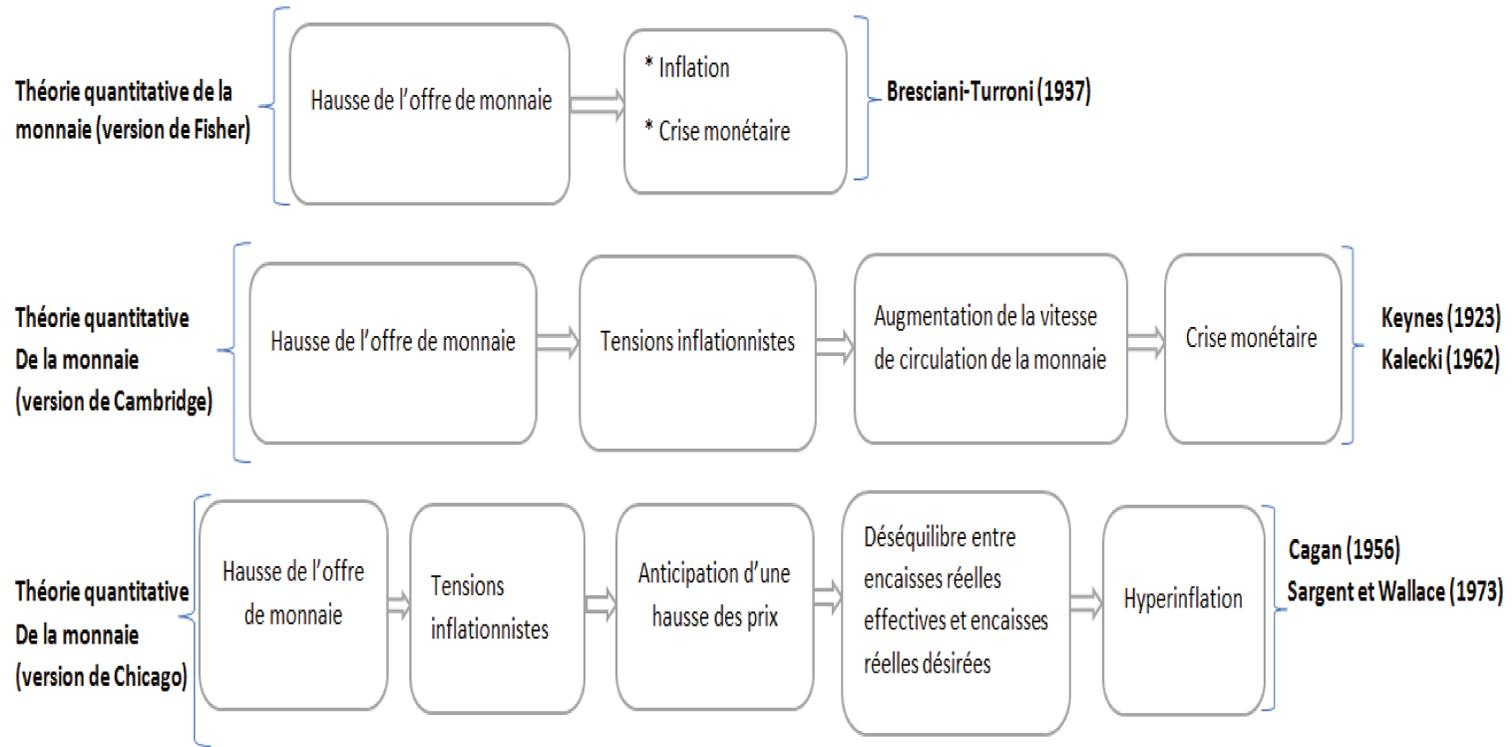 Théorie quantitative de la
monnaie (version de Fisher)
Hausse de l'offre de monnaie
* Inflation
* Crise monétaire
Bresciani-Turroni (1937)
Théorie quantitative
De la monnaie
(version de Cambridge)
Hausse de l'offre de monnaie
Tensions inflationnistes
Augmentation de la vitesse
de circulation de la monnaie
Crise monétaire
Keynes (1923)
Kalecki (1962)
Théorie quantitative
De la monnaie
(version de Chicago)
Hausse de l'offre
de monnaie
Tensions
inflationnistes
Anticipation d'une
hausse des prix
Déséquilibre entre
encaisses réelles
effectives et encaisses
réelles désirées
Hyperinflation
Cagan (1956)
Sargent et Wallace (1973)